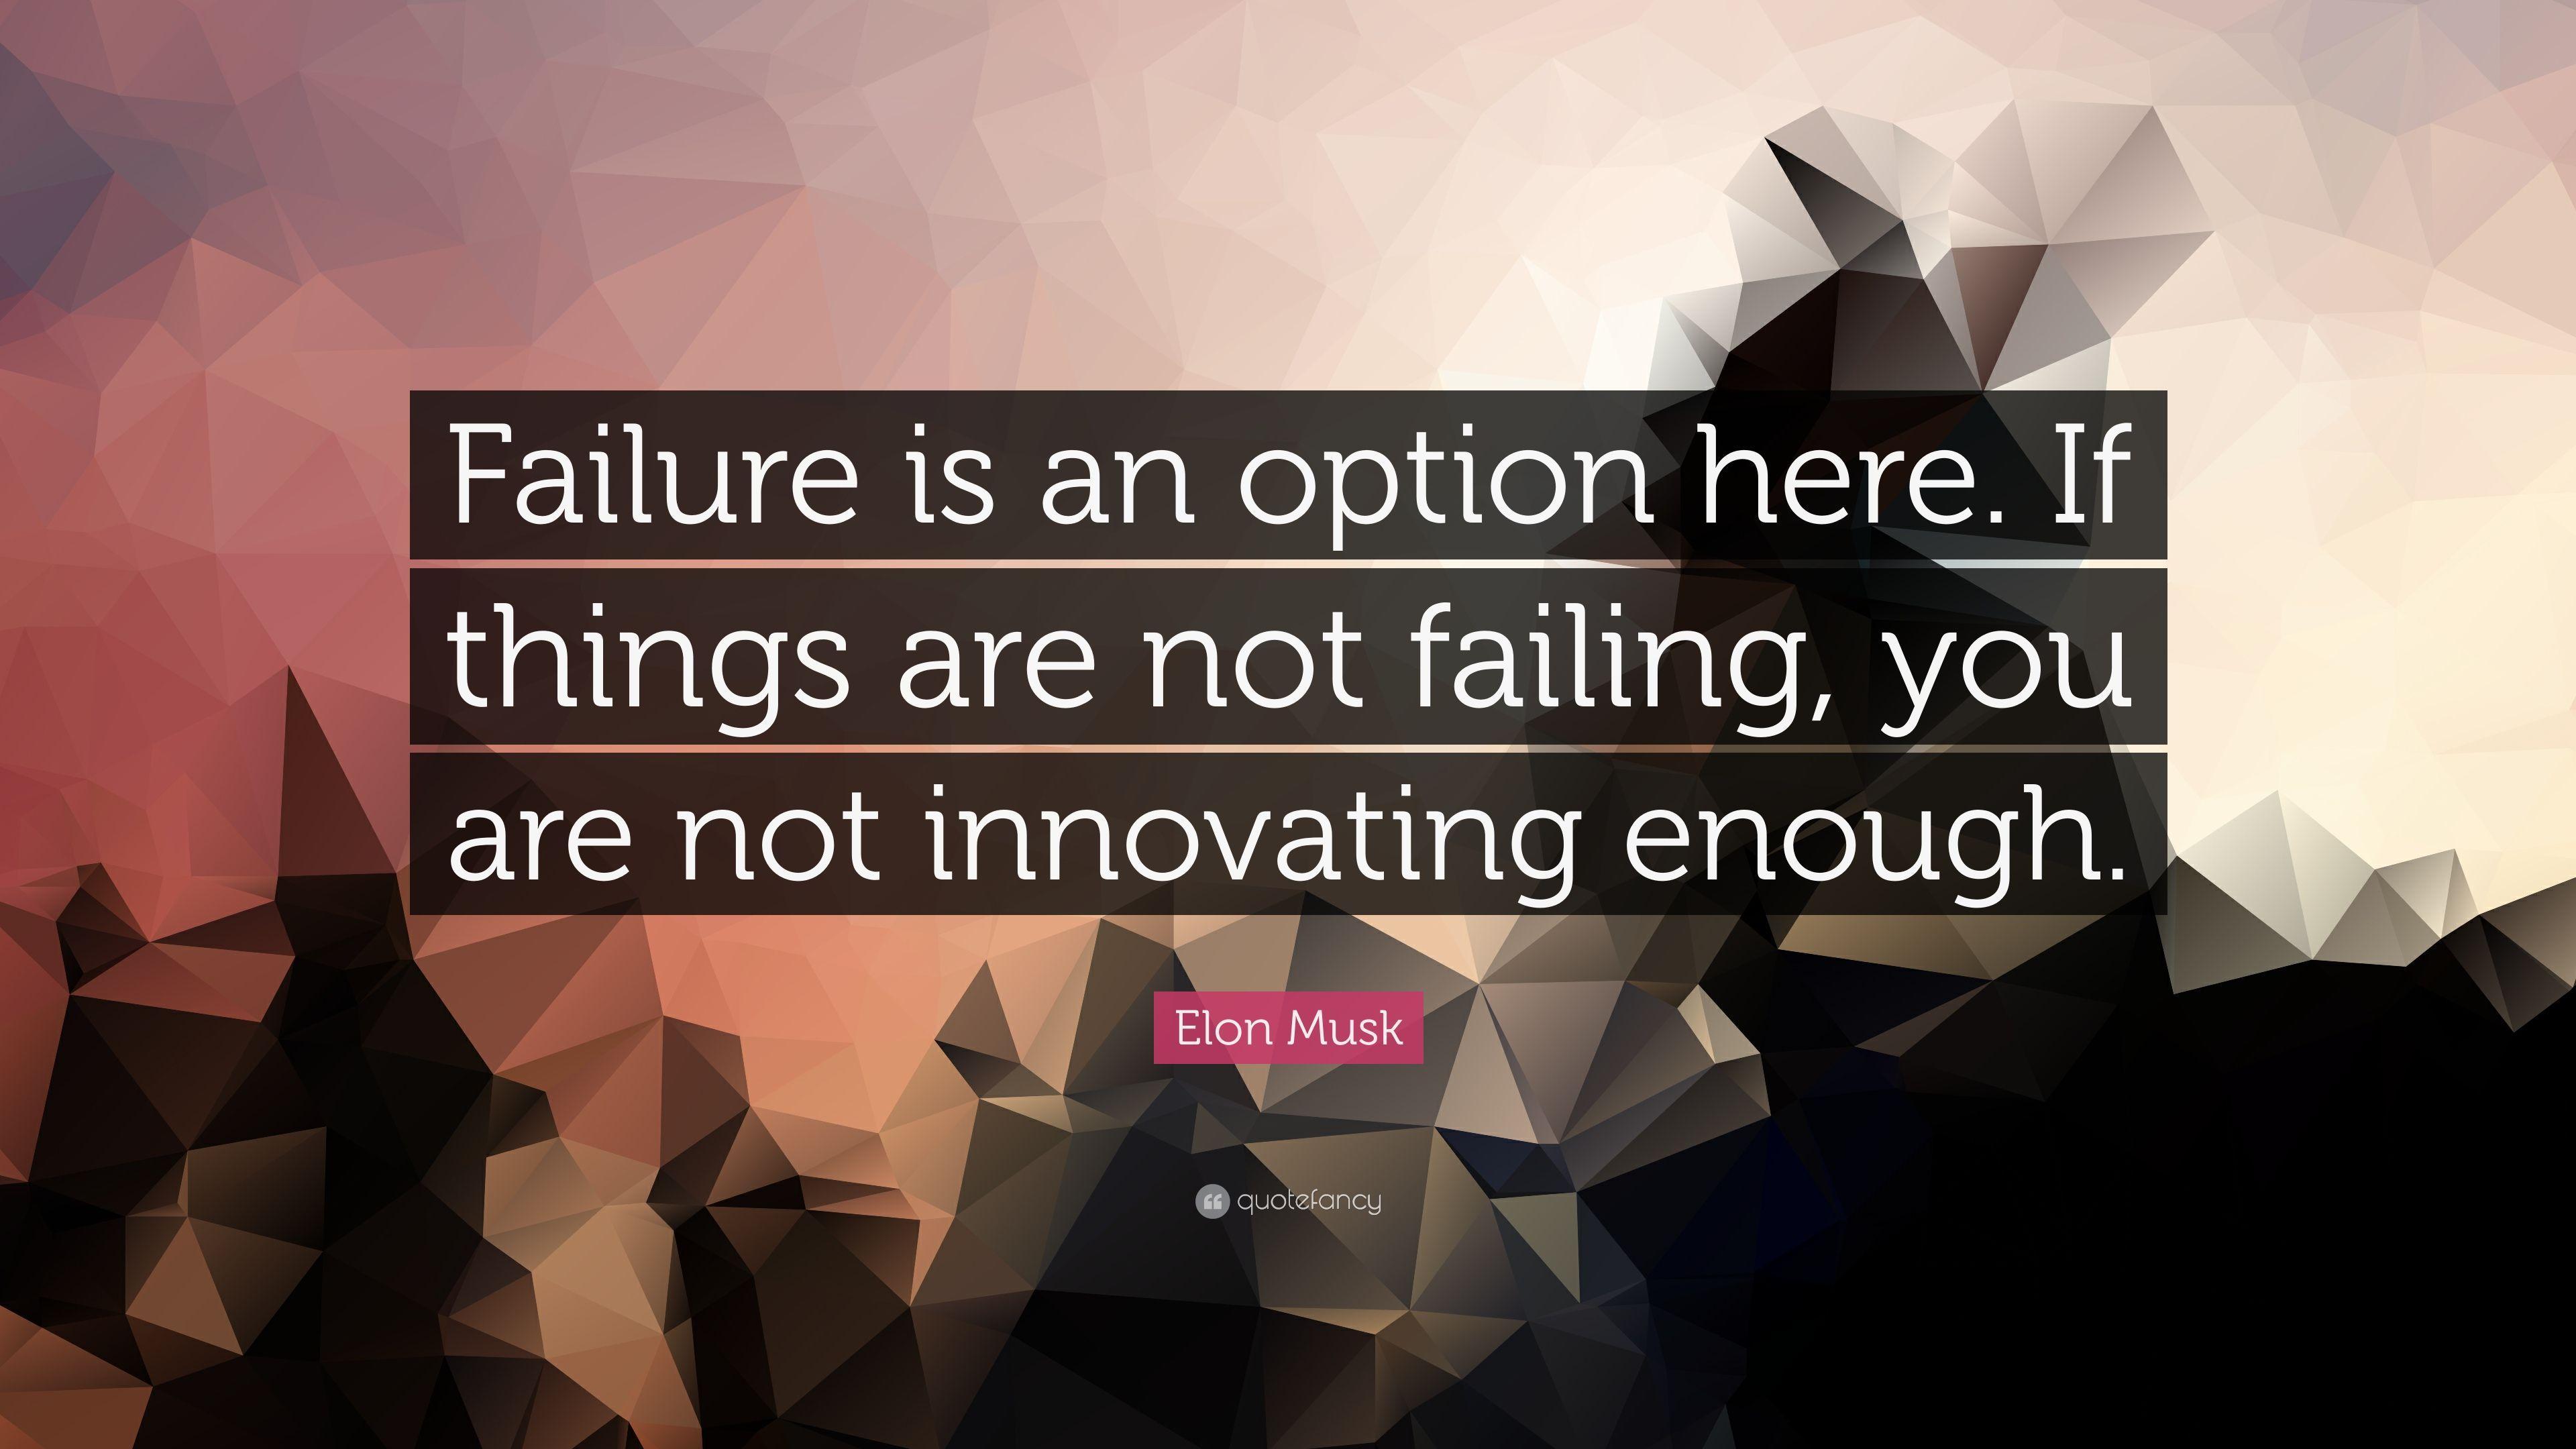 Failure is an option here. If
things are not failing, you
are not innovating enough.
Elon Musk
quotefancy